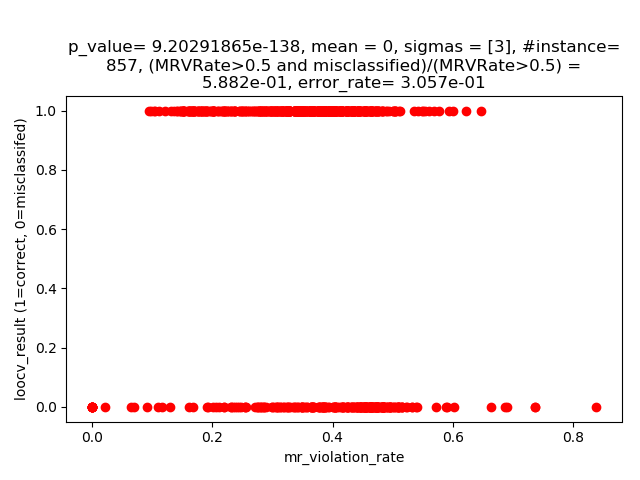 p_value= 9.20291865e-138, mean = 0, sigmas = [3], #instance=
857, (MRVRate>0.5 and misclassified)/(MRVRate>0.5) =
5.882e-01, error_rate= 3.057e-01
1.0
0.8
0.6
0.4
0.2
0.0
loocv_result (1=correct, 0=misclassifed)
0.0 0.2 0.4 0.6 0.8
mr_violation_rate